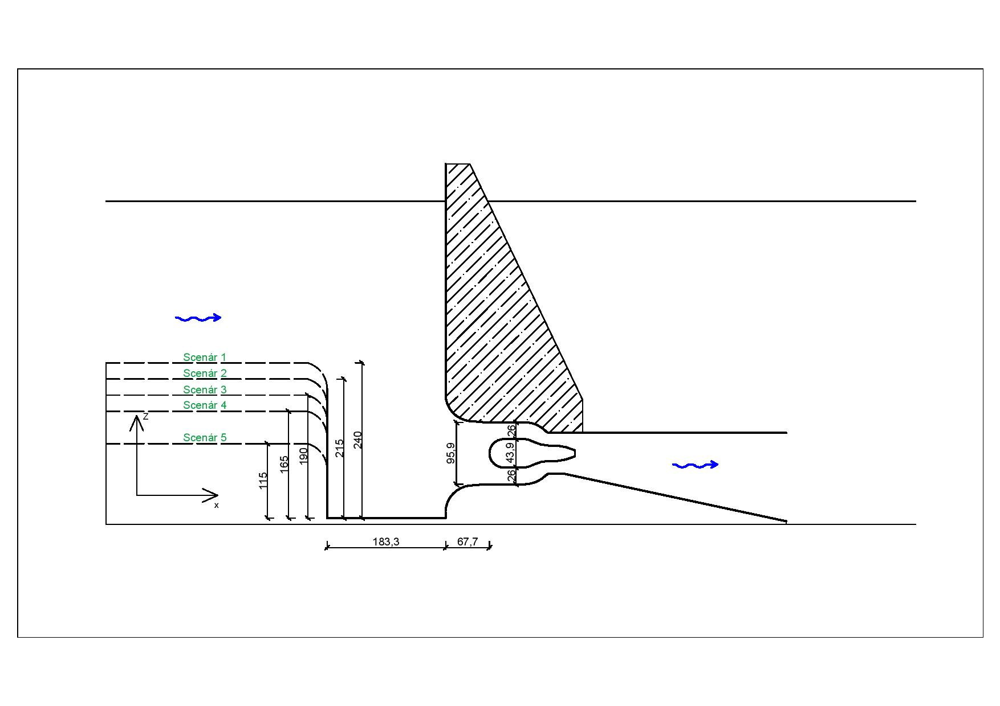 Scenár 1
Scenár 2
Scenár 3
Scenár 4
Z
Scenár 5
x
115
165
190
215
240
95,9
26
43,9
26
183,3
67,7